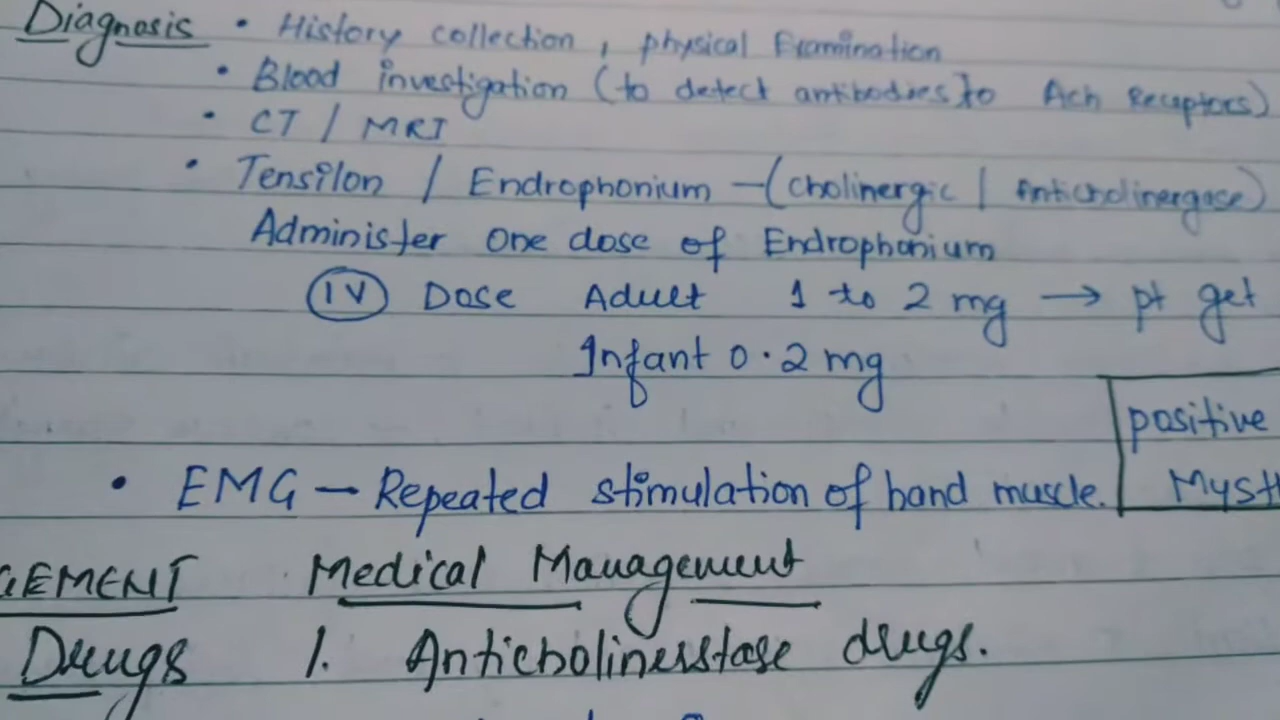 Diagnosis • History collection, physical Examination
• Blood investigation (to detect antibodies to Ach Receptors)
• CT / MRI
• Tensilon / Endrophonium - (cholinergic / Anticholinergase)
Administer one dose of Endrophonium
IV Dose Adult 1 to 2 mg → pt get
Infant 0.2 mg
positive
• EMG - Repeated stimulation of hand muscle. Mysth
GEMENT Medical Management
Drugs 1. Anticholinesstase drugs.